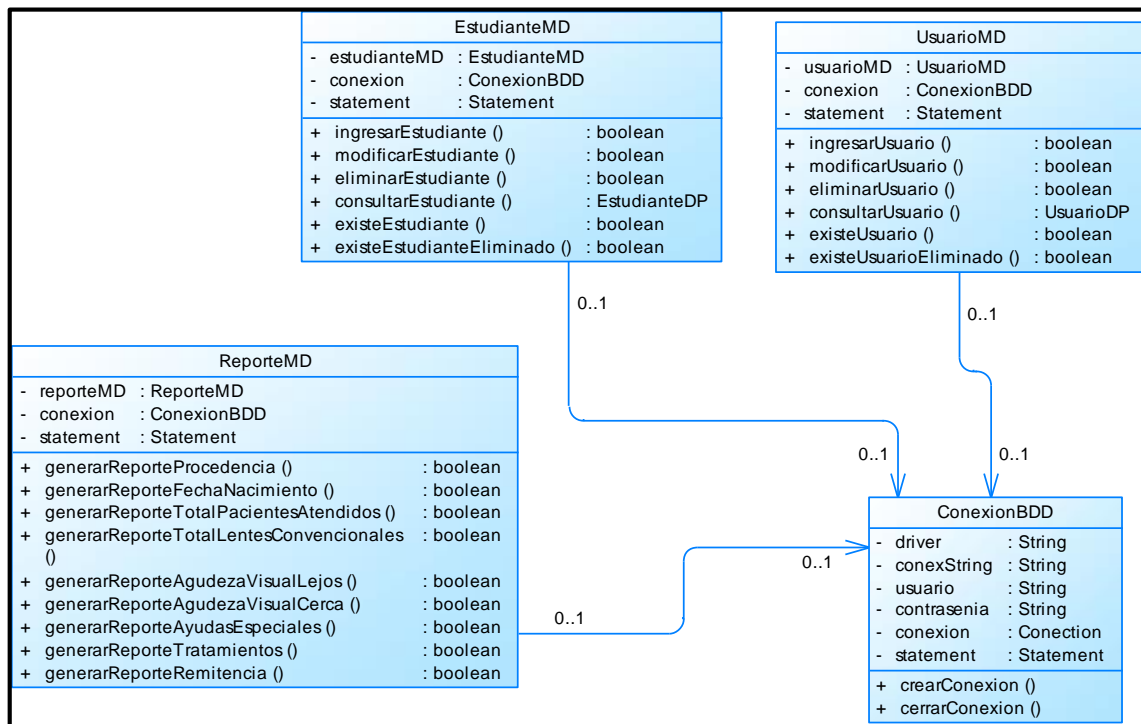 EstudianteMD
- estudianteMD : EstudianteMD
- conexion : ConexionBDD
- statement : Statement
+ ingresarEstudiante () : boolean
+ modificarEstudiante () : boolean
+ eliminarEstudiante () : boolean
+ consultarEstudiante () : EstudianteDP
+ existeEstudiante () : boolean
+ existeEstudianteEliminado () : boolean
UsuarioMD
- usuarioMD : UsuarioMD
- conexion : ConexionBDD
- statement : Statement
+ ingresarUsuario () : boolean
+ modificarUsuario () : boolean
+ eliminarUsuario () : boolean
+ consultarUsuario () : UsuarioDP
+ existeUsuario () : boolean
+ existeUsuarioEliminado () : boolean
0..1
0..1
ReporteMD
- reporteMD : ReporteMD
- conexion : ConexionBDD
- statement : Statement
+ generarReporteProcedencia () : boolean
+ generarReporteFechaNacimiento () : boolean
+ generarReporteTotalPacientesAtendidos () : boolean
+ generarReporteTotalLentesConvencionales : boolean
()
+ generarReporteAgudezaVisualLejos () : boolean
+ generarReporteAgudezaVisualCerca () : boolean
+ generarReporteAyudasEspeciales () : boolean
+ generarReporteTratamientos () : boolean
+ generarReporteRemitencia () : boolean
0..1
0..1
0..1
0..1
ConexionBDD
- driver : String
- conexString : String
- usuario : String
- contrasenia : String
- conexion : Conection
- statement : Statement
+ crearConexion ()
+ cerrarConexion ()